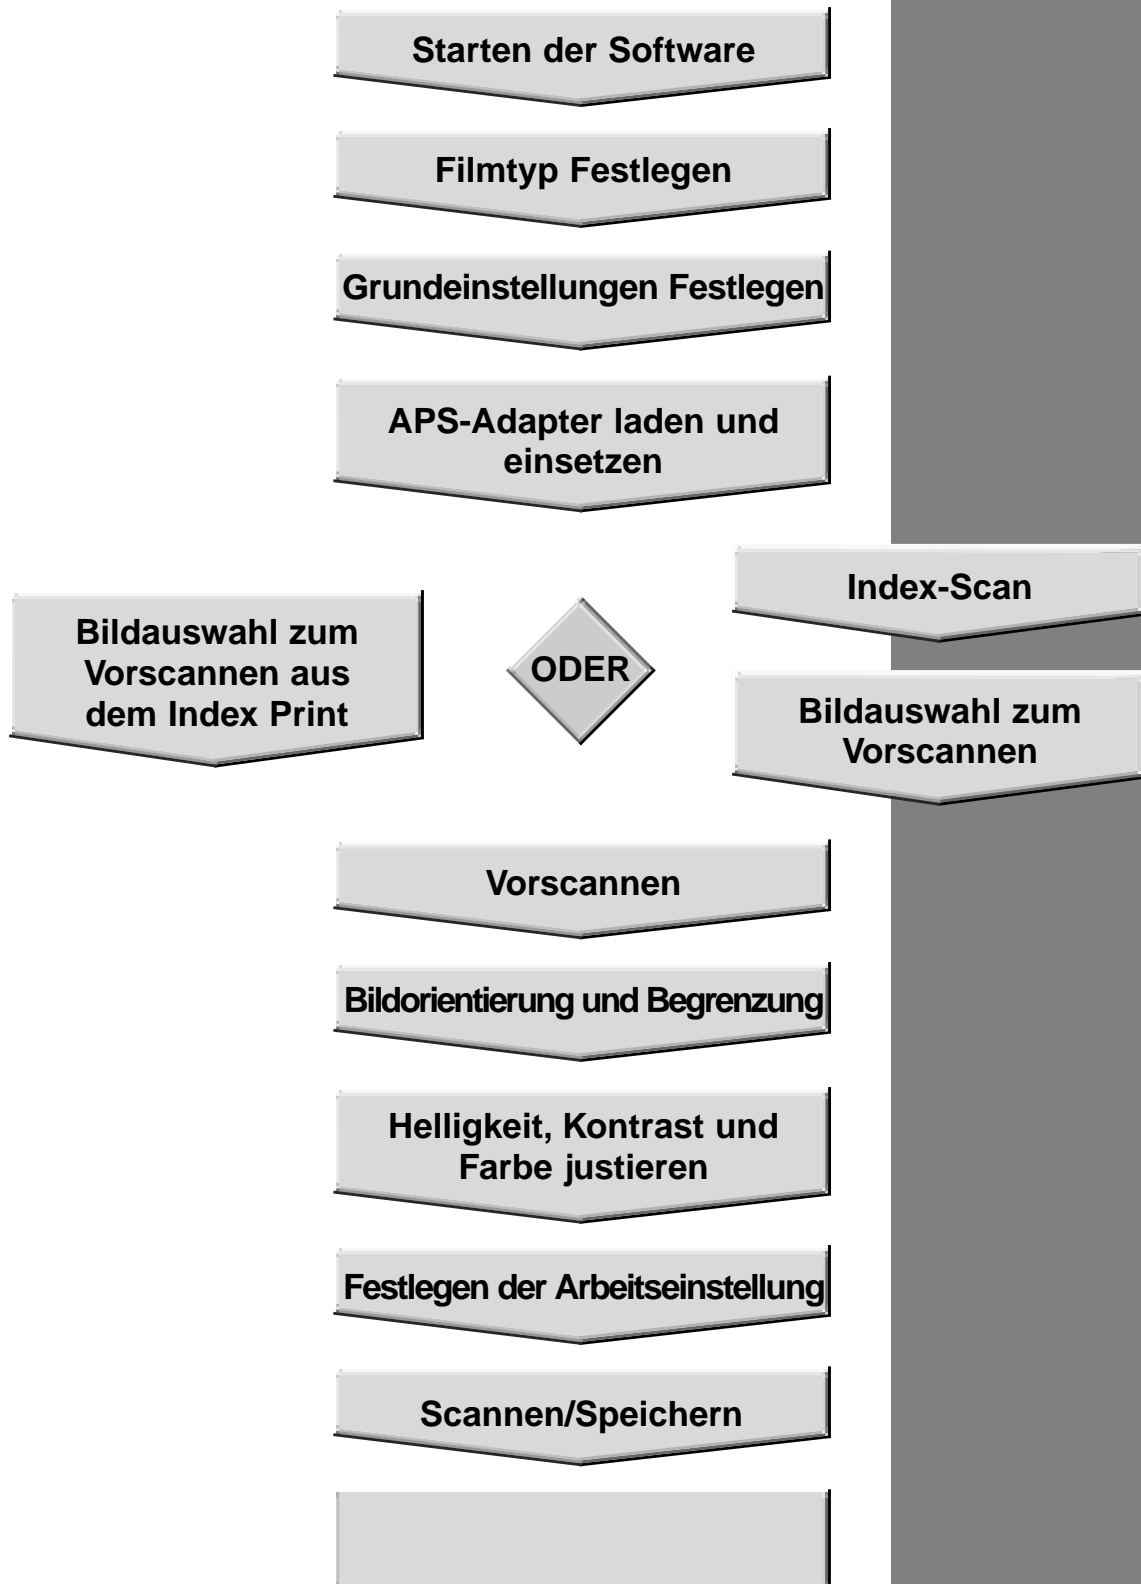 Starten der Software
Filmtyp Festlegen
Grundeinstellungen Festlegen
APS-Adapter laden und
einsetzen
Bildauswahl zum
Vorscannen aus
dem Index Print
ODER
Index-Scan
Bildauswahl zum
Vorscannen
Vorscannen
Bildorientierung und Begrenzung
Helligkeit, Kontrast und
Farbe justieren
Festlegen der Arbeitseinstellung
Scannen/Speichern